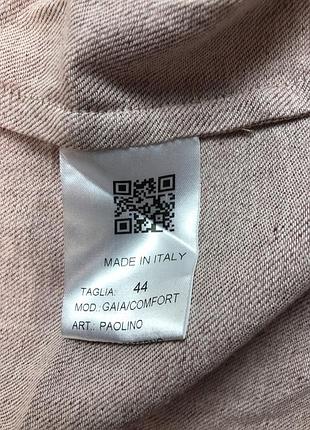 MADE IN ITALY
TAGLIA: 44
MOD.: GAIA/COMFORT
ART.: PAOLINO